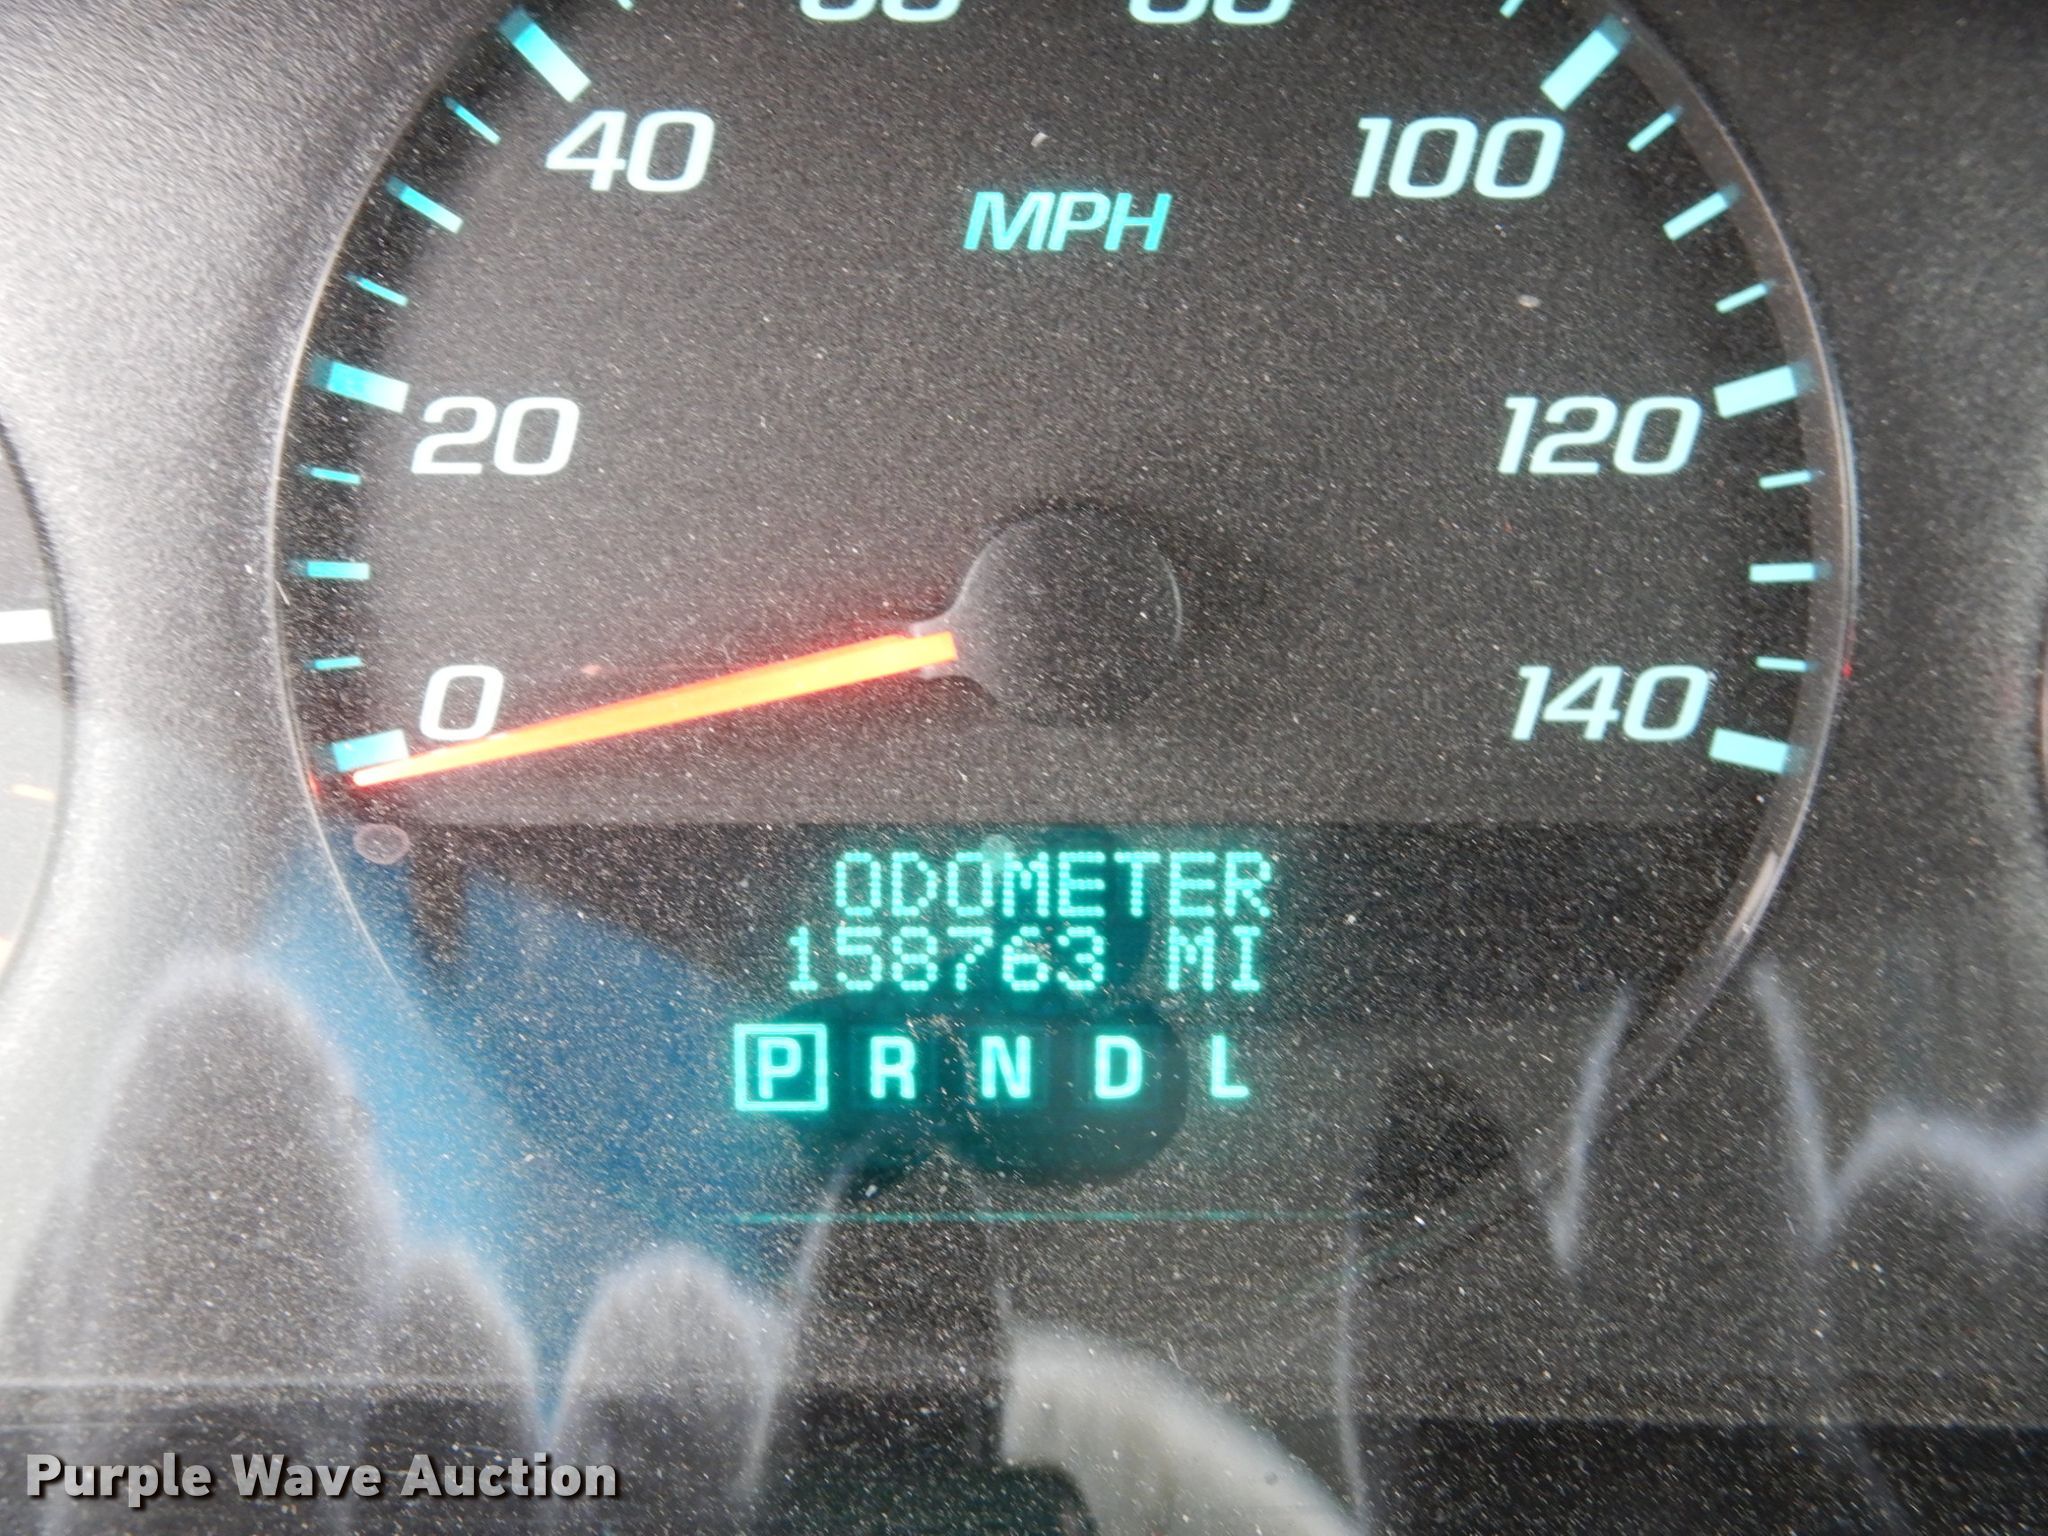 40
100
MPH
20
120
0
140
ODOMETER
158763 MI
P R N D L
Purple Wave Auction